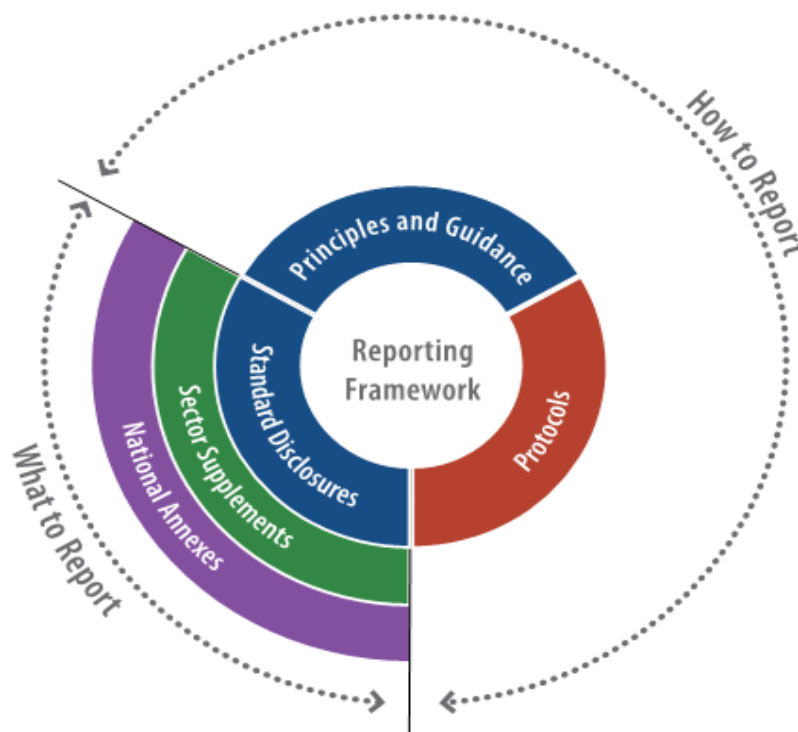 How to Report
Principles and Guidance
Reporting
Framework
Standard Disclosures
Sector Supplements
National Annexes
Protocols
What to Report